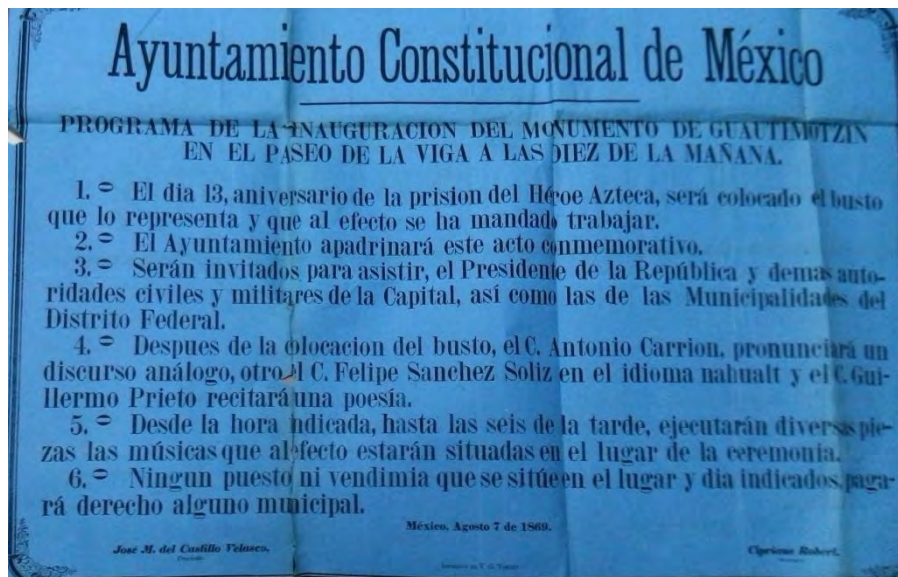 Ayuntamiento Constitucional de México
PROGRAMA DE LA INAUGURACION DEL MONUMENTO DE GUAUTIMOTZIN
EN EL PASEO DE LA VIGA A LAS DIEZ DE LA MAÑANA.
1. º El dia 13, aniversario de la prision del Héroe Azteca, será colocado el busto
que lo representa y que al efecto se ha mandado trabajar.
2. º El Ayuntamiento apadrinará este acto conmemorativo.
3. º Serán invitados para asistir, el Presidente de la República y demas auto-
ridades civiles y militares de la Capital, así como las de las Municipalidades del
Distrito Federal.
4. º Despues de la colocacion del busto, el C. Antonio Carrion, pronunciará un
discurso análogo, otro el C. Felipe Sanchez Soliz en el idioma nahualt y el C. Gui-
llermo Prieto recitará una poesía.
5. º Desde la hora indicada, hasta las seis de la tarde, ejecutarán diversas pie-
zas las músicas que al efecto estarán situadas en el lugar de la ceremonia.
6. º Ningun puesto ni vendimia que se sitúe en el lugar y dia indicados, paga-
rá derecho alguno municipal.
México, Agosto 7 de 1869.
José M. del Castillo Velasco.
Cipriano Robert.